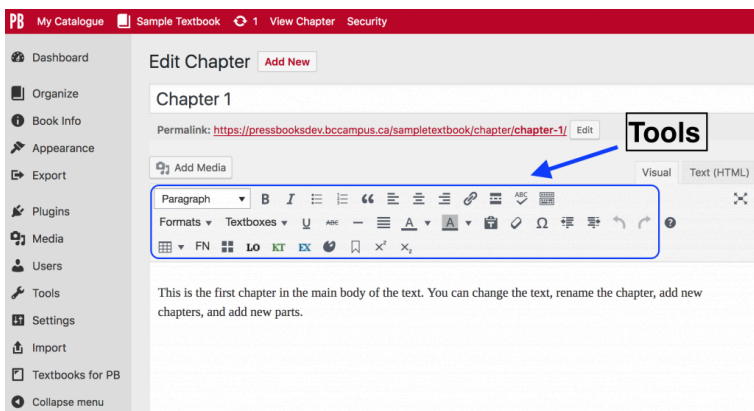 PB My Catalogue Sample Textbook 1 View Chapter Security
Dashboard
Organize
Book Info
Appearance
Export
Plugins
Media
Users
Tools
Settings
Import
Textbooks for PB
Collapse menu
Edit Chapter Add New
Chapter 1
Permalink: https://pressbooksdev.bccampus.ca/sampletextbook/chapter/chapter-1/ Edit
Tools
Add Media
Visual Text (HTML)
Paragraph B I ABC
Formats Textboxes U ABC A A Ω
FN LO KT EX X² X₂
This is the first chapter in the main body of the text. You can change the text, rename the chapter, add new
chapters, and add new parts.